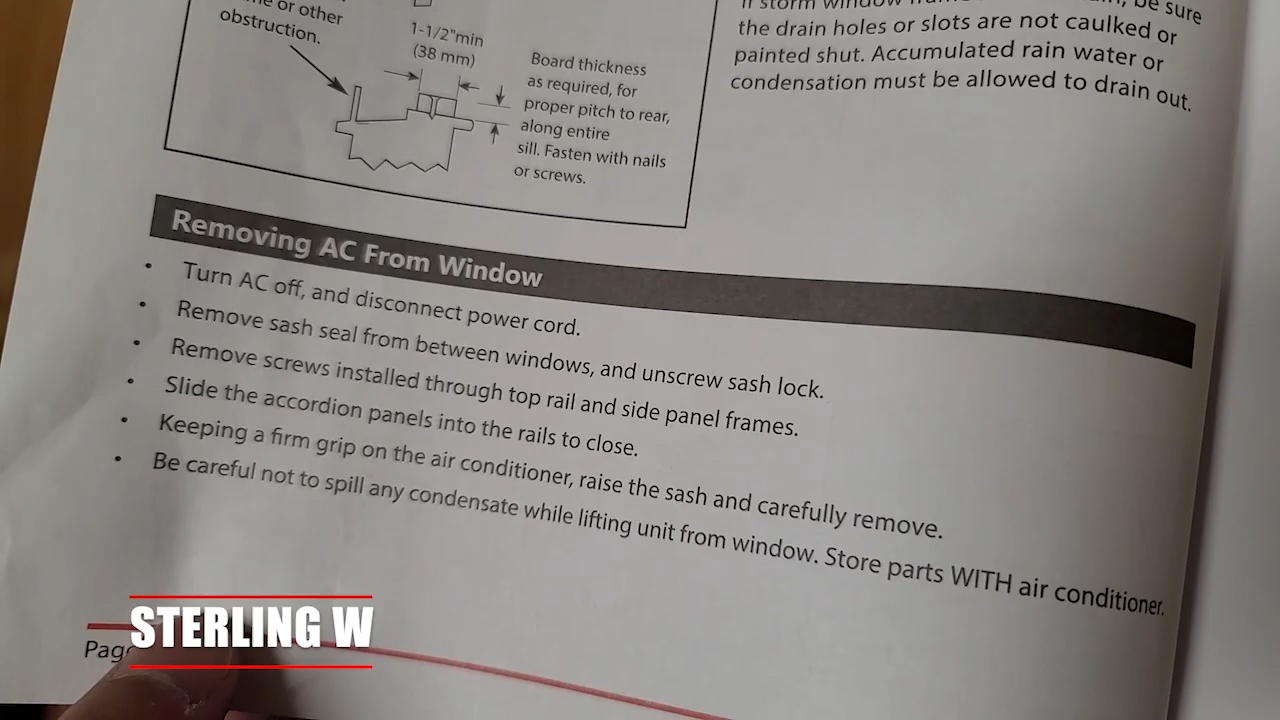 or other
obstruction.
1-1/2"min
(38 mm)
Board thickness
as required, for
proper pitch to rear,
along entire
sill. Fasten with nails
or screws.
be sure
the drain holes or slots are not caulked or
painted shut. Accumulated rain water or
condensation must be allowed to drain out.
Removing AC From Window
• Turn AC off, and disconnect power cord.
• Remove sash seal from between windows, and unscrew sash lock.
• Remove screws installed through top rail and side panel frames.
• Slide the accordion panels into the rails to close.
• Keeping a firm grip on the air conditioner, raise the sash and carefully remove.
• Be careful not to spill any condensate while lifting unit from window. Store parts WITH air conditioner.
STERLING W